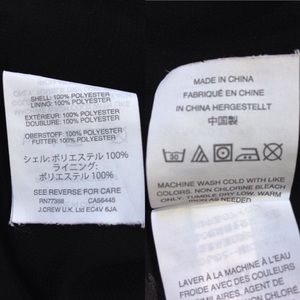 SHELL: 100% POLYESTER
LINING: 100% POLYESTER
EXTÉRIEUR: 100% POLYESTER
DOUBLURE: 100% POLYESTER
OBERSTOFF: 100% POLYESTER
FUTTER: 100% POLYESTER
シェル: ポリエステル 100%
ライニング:
ポリエステル 100%
SEE REVERSE FOR CARE
RN77388 CA56445
J.CREW U.K. Ltd EC4V 6JA
MADE IN CHINA
FABRIQUÉ EN CHINE
IN CHINA HERGESTELLT
中国製
30
MACHINE WASH COLD WITH LIKE
COLORS. NON CHLORINE BLEACH
ONLY. TUMBLE DRY LOW, WARM
IRON AS NEEDED.
LAVER À LA MACHINE À L'EAU
FROIDE AVEC DES COULEURS